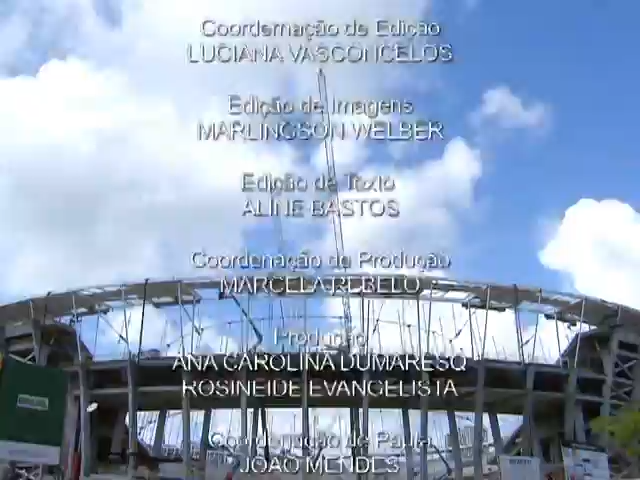 Coordernação de Edição
LUCIANA VASCONCELOS
Edição de Imagens
MARLINGSON WELBER
Edição de Texto
ALINE BASTOS
Coordenação de Produção
MARCELA REBELO
Produção
ANA CAROLINA DUMARESQ
ROSINEIDE EVANGELISTA
Coordenação de Pauta
JOÃO MENDES